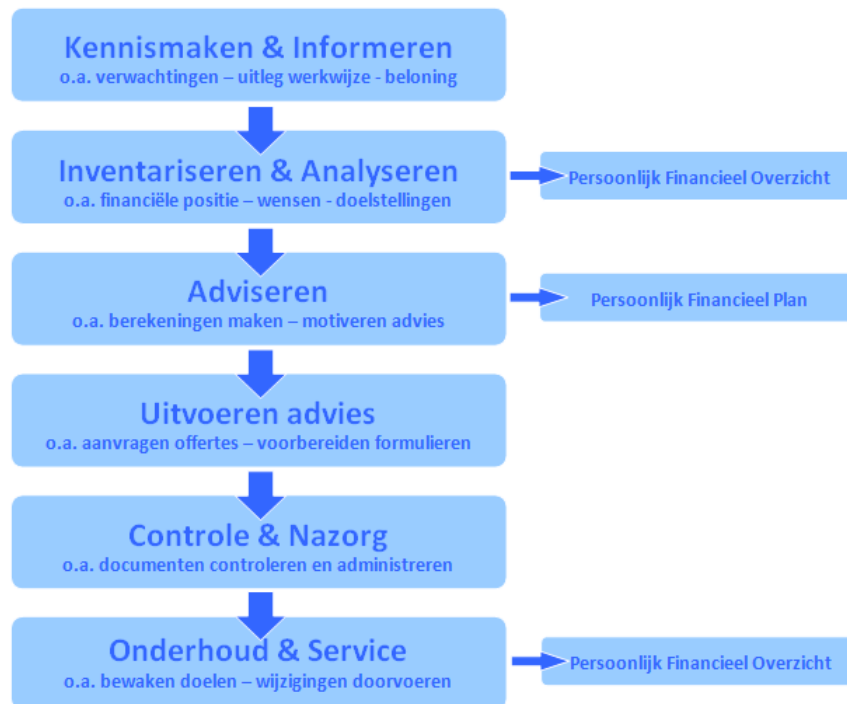 Kennismaken & Informeren
o.a. verwachtingen – uitleg werkwijze - beloning
Inventariseren & Analyseren
o.a. financiële positie – wensen - doelstellingen
Persoonlijk Financieel Overzicht
Adviseren
o.a. berekeningen maken – motiveren advies
Persoonlijk Financieel Plan
Uitvoeren advies
o.a. aanvragen offertes – voorbereiden formulieren
Controle & Nazorg
o.a. documenten controleren en administreren
Onderhoud & Service
o.a. bewaken doelen – wijzigingen doorvoeren
Persoonlijk Financieel Overzicht